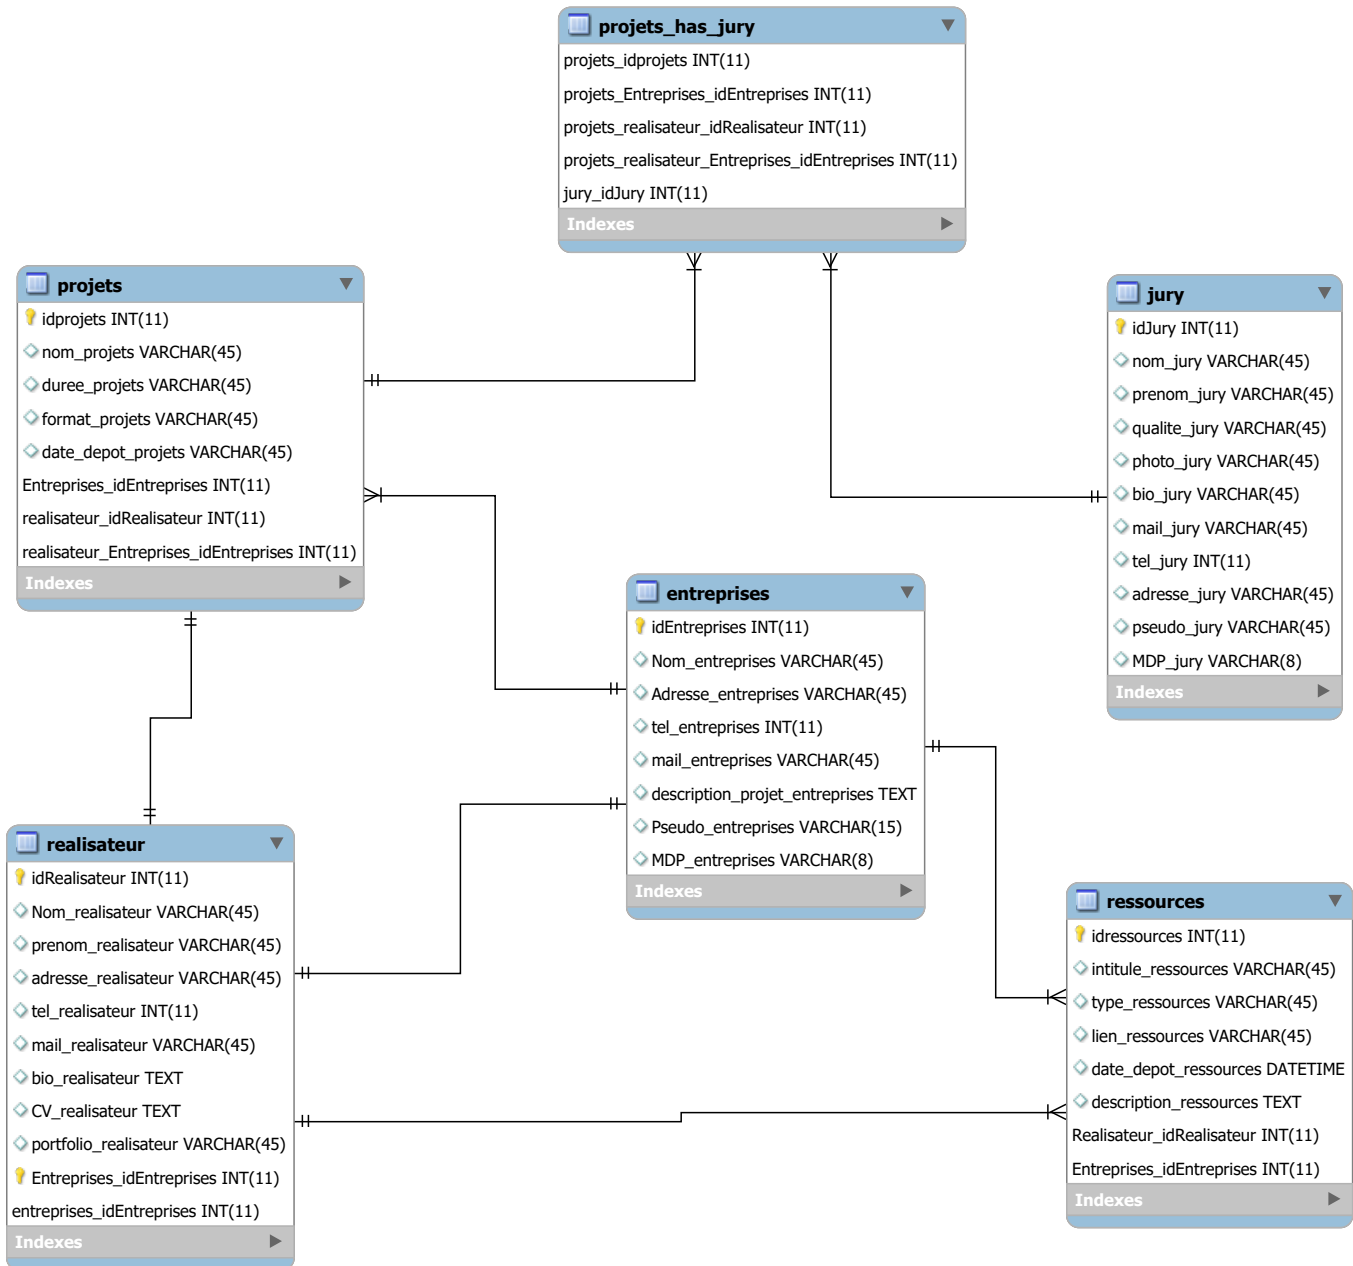 projets_has_jury
projets_idprojets INT(11)
projets_Entreprises_idEntreprises INT(11)
projets_realisateur_idRealisateur INT(11)
projets_realisateur_Entreprises_idEntreprises INT(11)
jury_idJury INT(11)
Indexes
projets
idprojets INT(11)
nom_projets VARCHAR(45)
duree_projets VARCHAR(45)
format_projets VARCHAR(45)
date_depot_projets VARCHAR(45)
Entreprises_idEntreprises INT(11)
realisateur_idRealisateur INT(11)
realisateur_Entreprises_idEntreprises INT(11)
Indexes
jury
idJury INT(11)
nom_jury VARCHAR(45)
prenom_jury VARCHAR(45)
qualite_jury VARCHAR(45)
photo_jury VARCHAR(45)
bio_jury VARCHAR(45)
mail_jury VARCHAR(45)
tel_jury INT(11)
adresse_jury VARCHAR(45)
pseudo_jury VARCHAR(45)
MDP_jury VARCHAR(8)
Indexes
entreprises
idEntreprises INT(11)
Nom_entreprises VARCHAR(45)
Adresse_entreprises VARCHAR(45)
tel_entreprises INT(11)
mail_entreprises VARCHAR(45)
description_projet_entreprises TEXT
Pseudo_entreprises VARCHAR(15)
MDP_entreprises VARCHAR(8)
Indexes
realisateur
idRealisateur INT(11)
Nom_realisateur VARCHAR(45)
prenom_realisateur VARCHAR(45)
adresse_realisateur VARCHAR(45)
tel_realisateur INT(11)
mail_realisateur VARCHAR(45)
bio_realisateur TEXT
CV_realisateur TEXT
portfolio_realisateur VARCHAR(45)
Entreprises_idEntreprises INT(11)
entreprises_idEntreprises INT(11)
Indexes
ressources
idressources INT(11)
intitule_ressources VARCHAR(45)
type_ressources VARCHAR(45)
lien_ressources VARCHAR(45)
date_depot_ressources DATETIME
description_ressources TEXT
Realisateur_idRealisateur INT(11)
Entreprises_idEntreprises INT(11)
Indexes